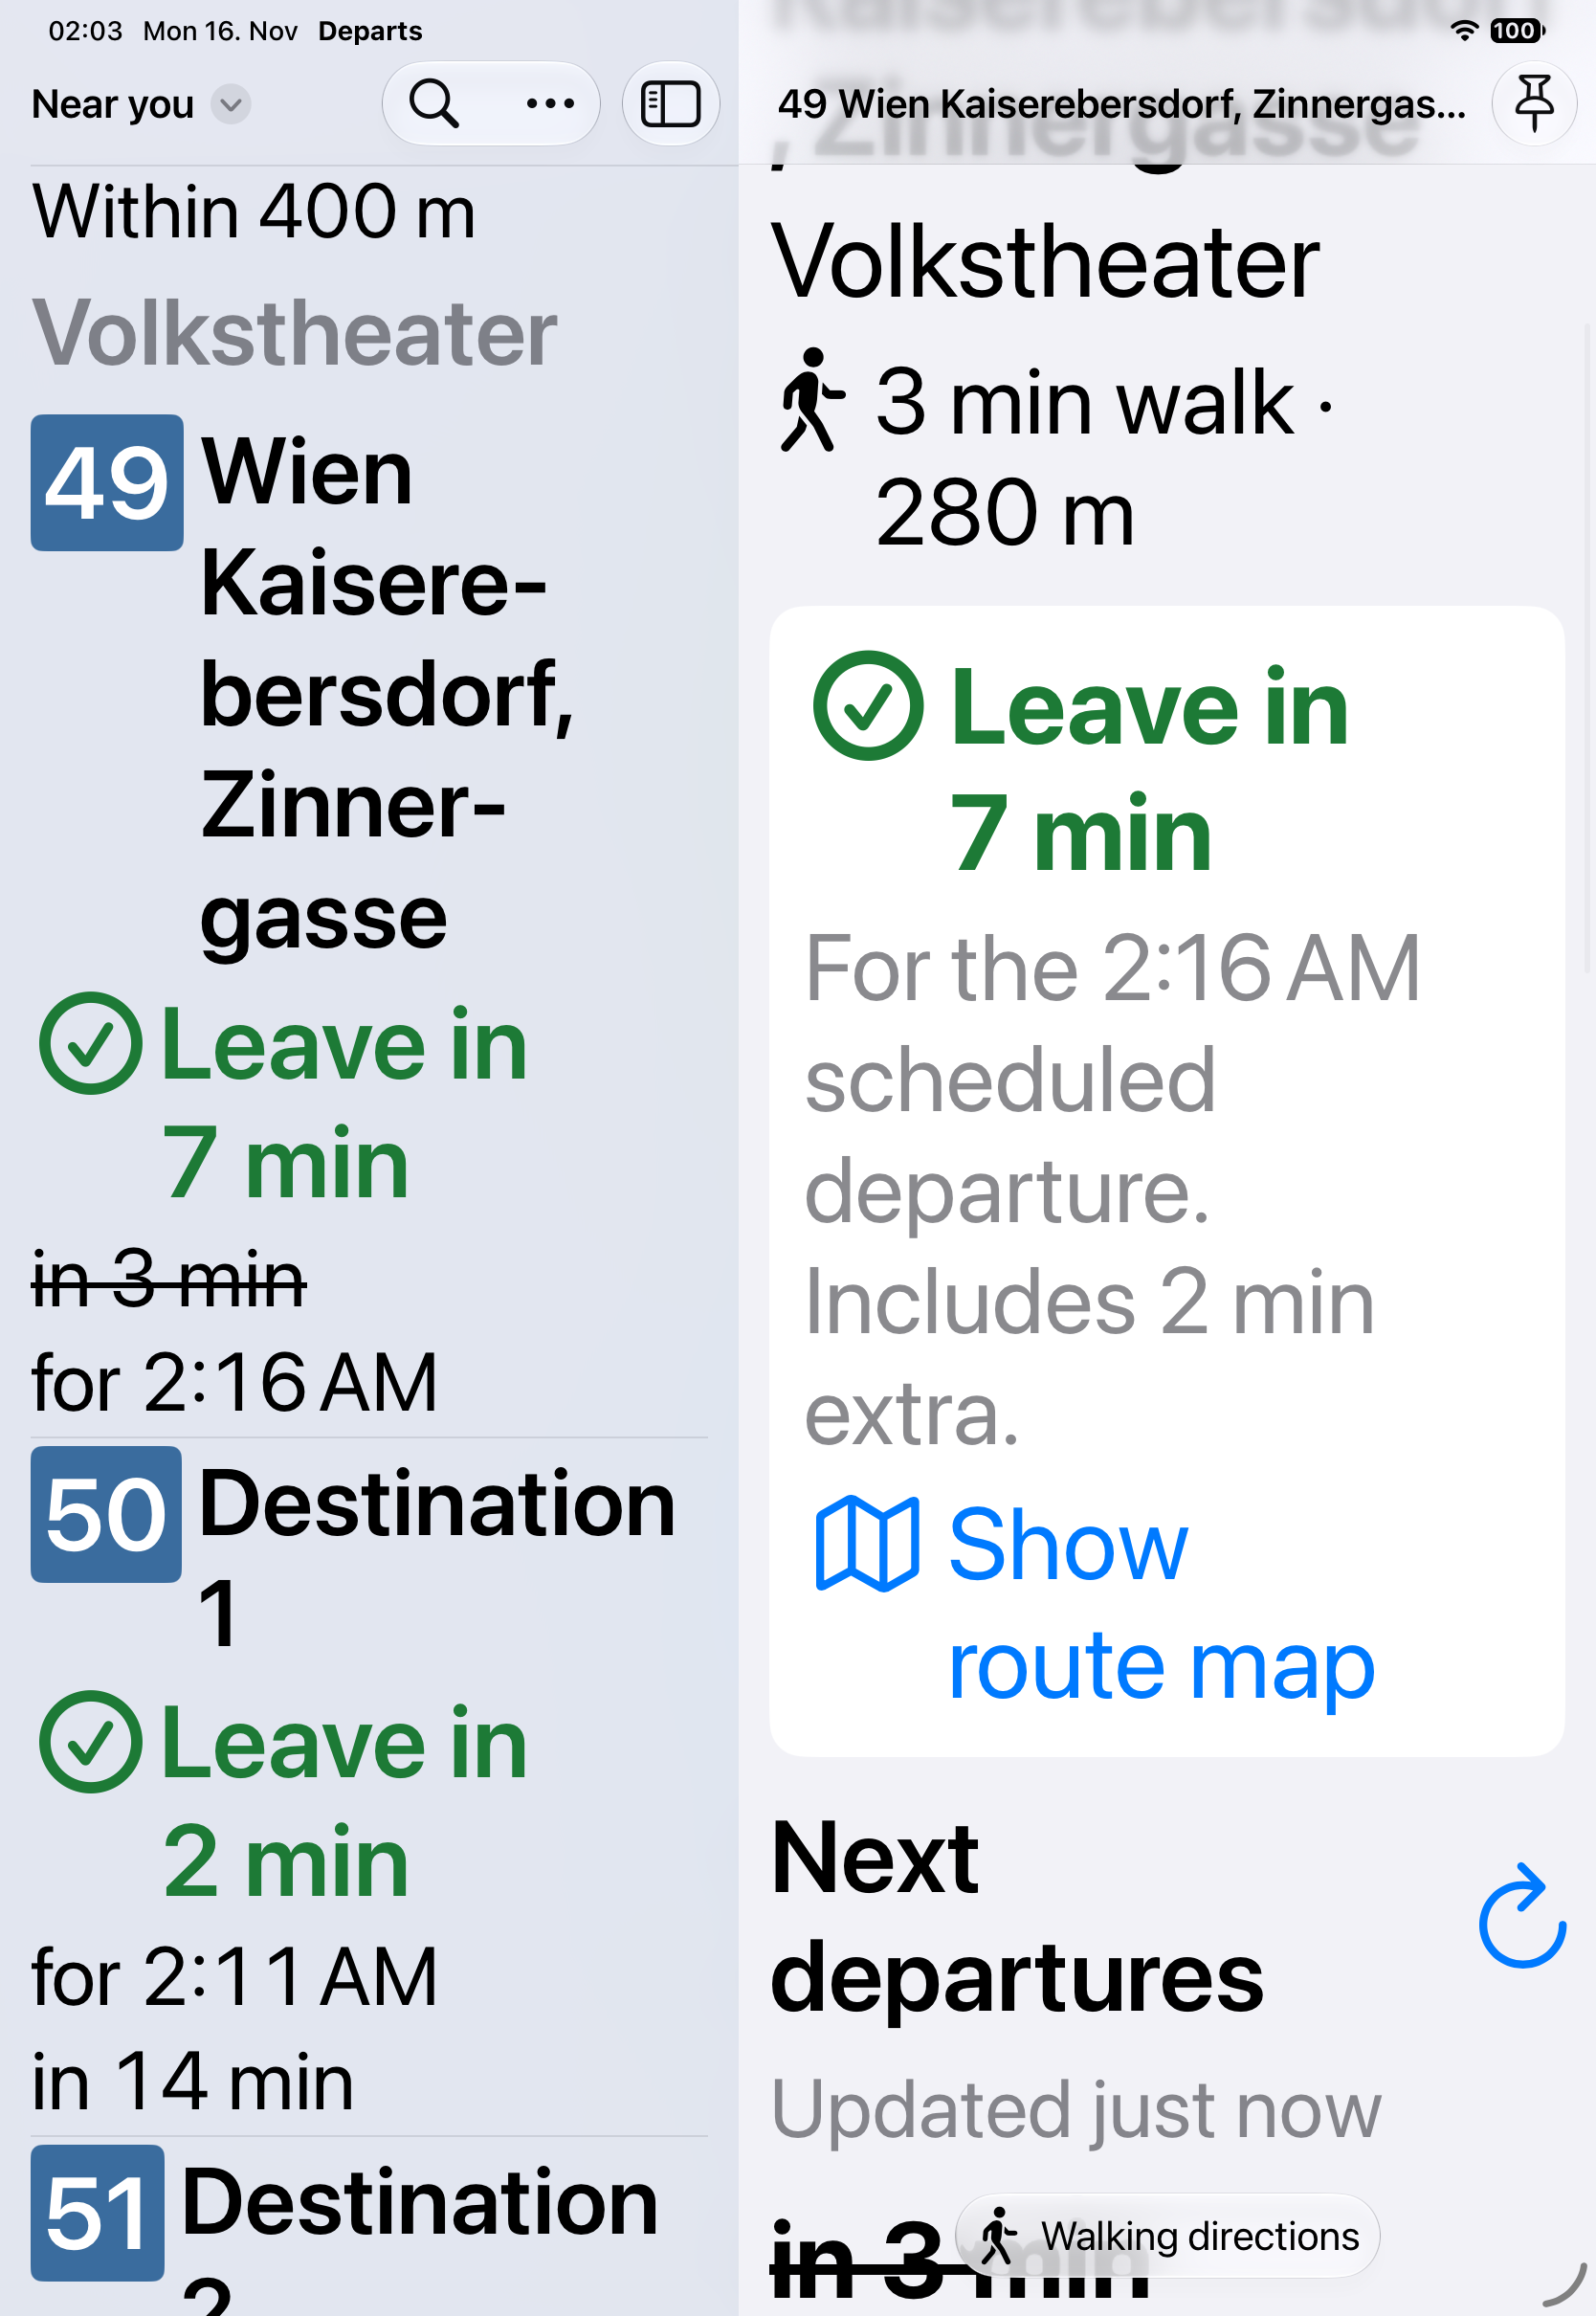 02:03 Mon 16. Nov Departs
100
Near you
Within 400 m
Volkstheater
49 Wien
Kaisere-
bersdorf,
Zinner-
gasse
Leave in
7 min
in 3 min
for 2:16 AM
50 Destination
1
Leave in
2 min
for 2:11 AM
in 14 min
51 Destination
2
49 Wien Kaiserebersdorf, Zinnergas...
Kaiserebersdorf
, Zinnergasse
Volkstheater
3 min walk ·
280 m
Leave in
7 min
For the 2:16 AM
scheduled
departure.
Includes 2 min
extra.
Show
route map
Next
departures
Updated just now
in 3 min
Walking directions